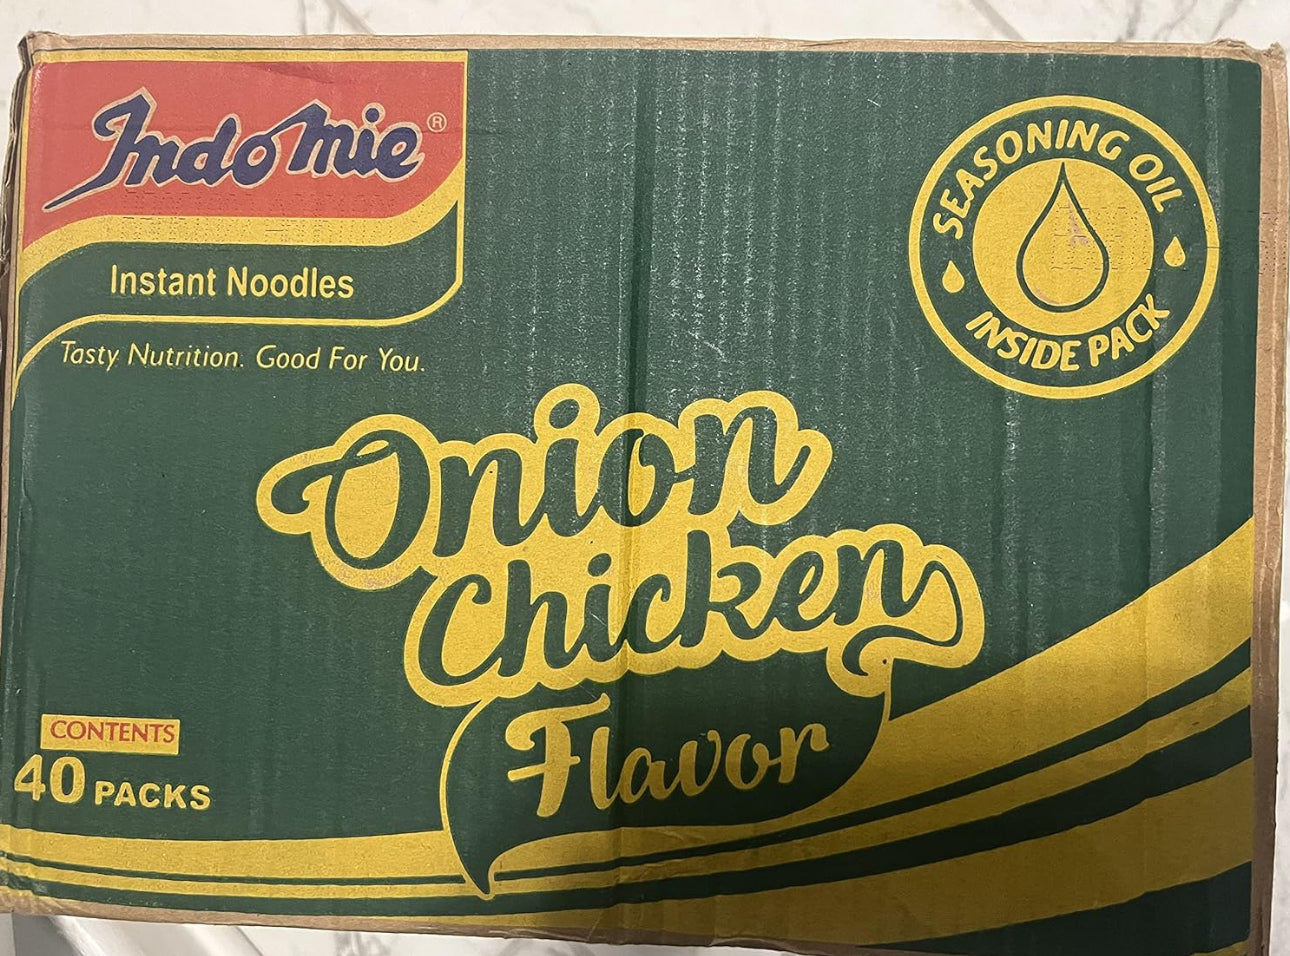 Indomie®
Instant Noodles
Tasty Nutrition. Good For You.
SEASONING OIL
INSIDE PACK
Onion
Chicken
Flavor
CONTENTS
40 PACKS